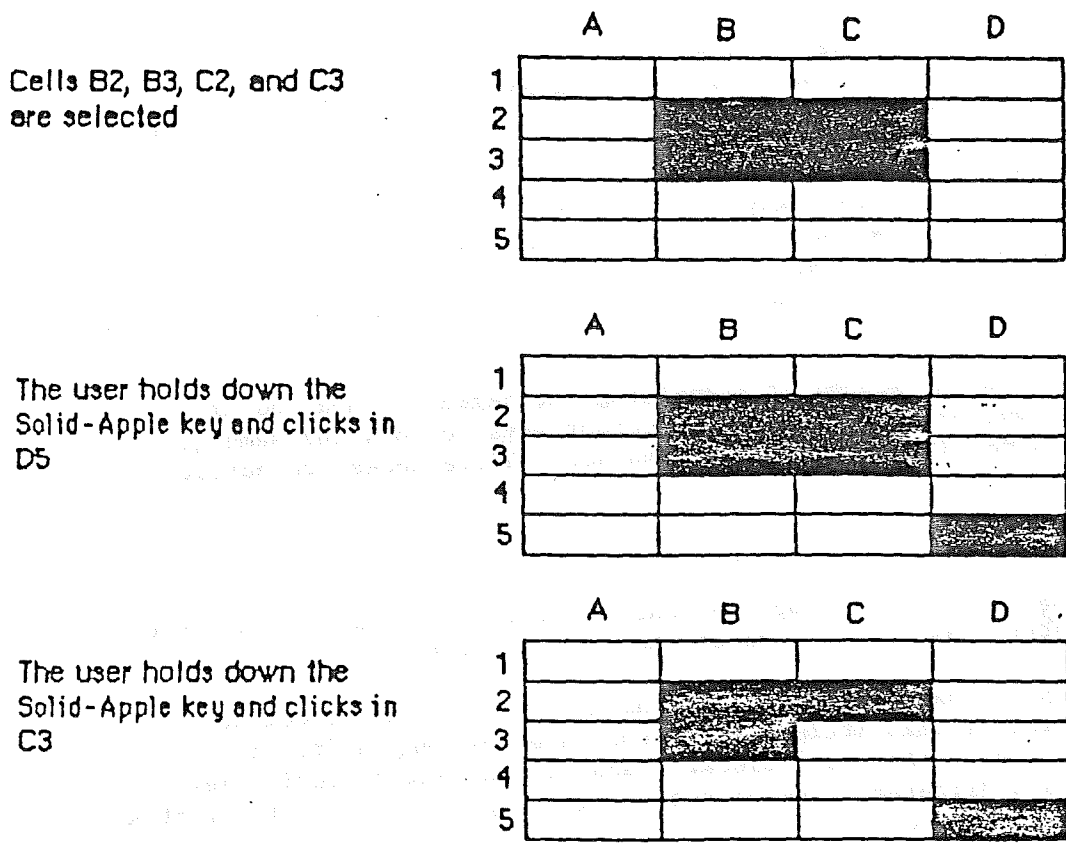 A B C D
Cells B2, B3, C2, and C3
are selected
1
2
3
4
5
A B C D
The user holds down the
Solid-Apple key and clicks in
D5
1
2
3
4
5
A B C D
The user holds down the
Solid-Apple key and clicks in
C3
1
2
3
4
5